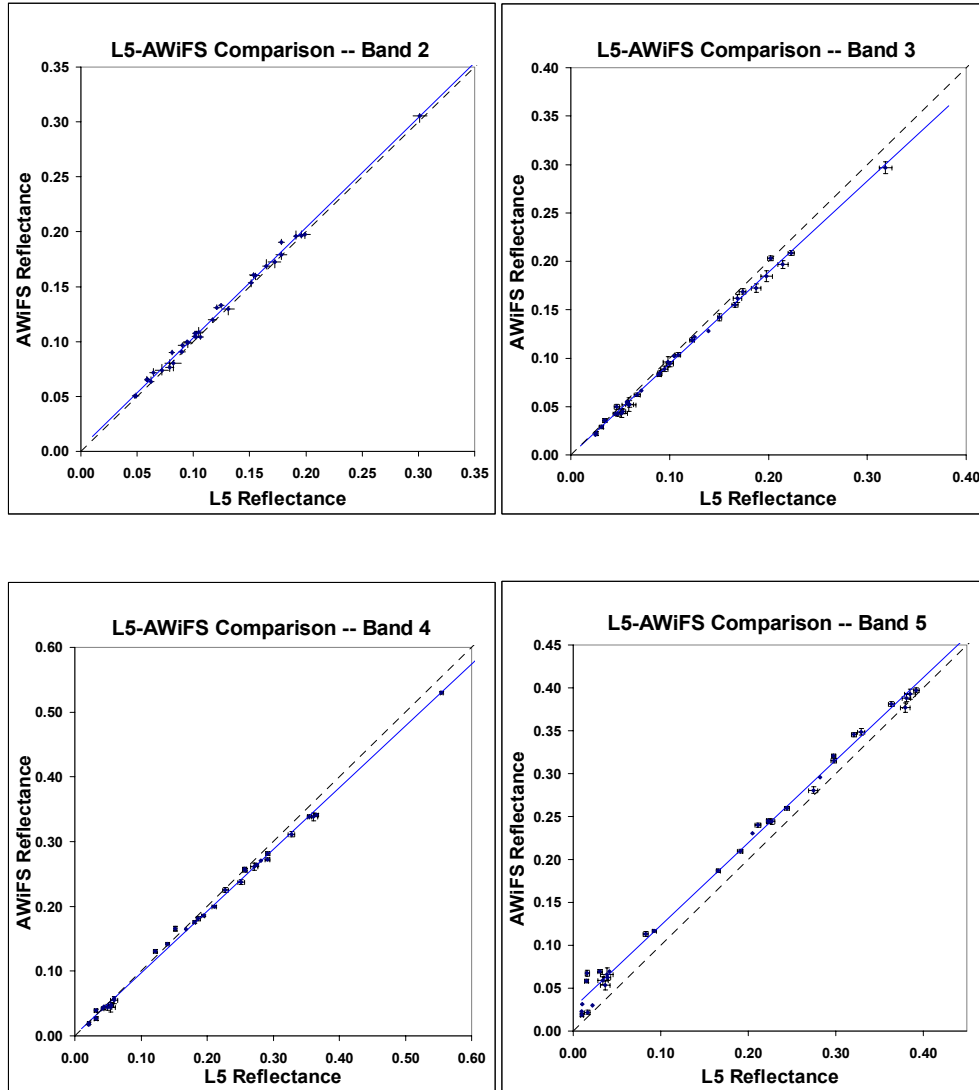 L5-AWiFS Comparison -- Band 2
0.35
0.30
0.25
0.20
0.15
0.10
0.05
0.00
AWiFS Reflectance
0.00 0.05 0.10 0.15 0.20 0.25 0.30 0.35
L5 Reflectance
L5-AWiFS Comparison -- Band 3
0.40
0.35
0.30
0.25
0.20
0.15
0.10
0.05
0.00
AWiFS Reflectance
0.00 0.10 0.20 0.30 0.40
L5 Reflectance
L5-AWiFS Comparison -- Band 4
0.60
0.50
0.40
0.30
0.20
0.10
0.00
AWiFS Reflectance
0.00 0.10 0.20 0.30 0.40 0.50 0.60
L5 Reflectance
L5-AWiFS Comparison -- Band 5
0.45
0.40
0.35
0.30
0.25
0.20
0.15
0.10
0.05
0.00
AWiFS Reflectance
0.00 0.10 0.20 0.30 0.40
L5 Reflectance